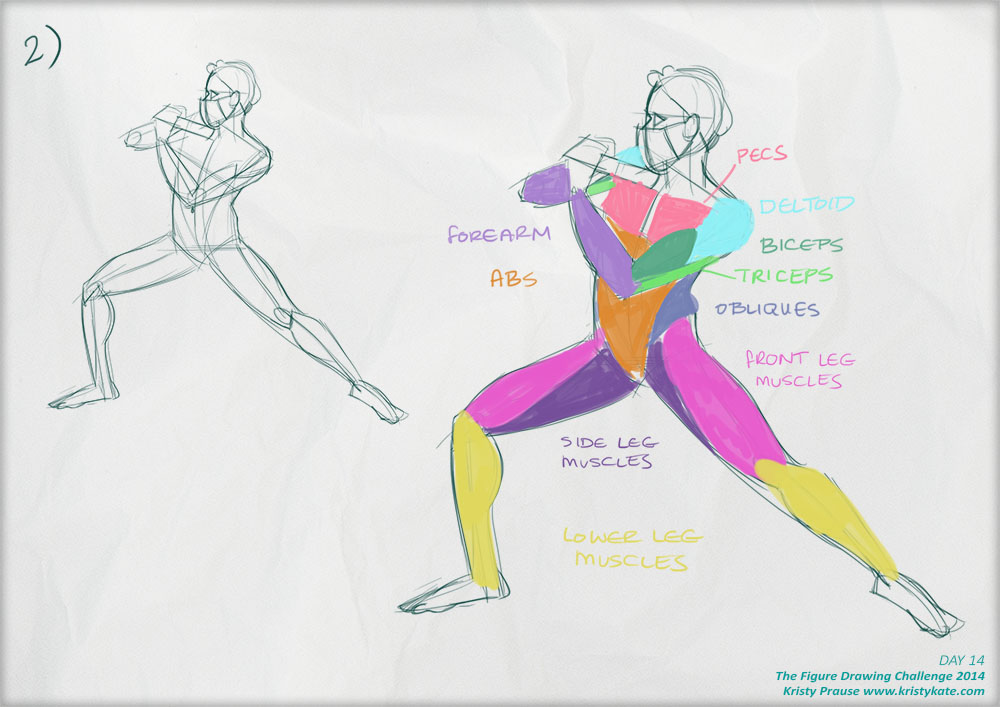 2)
PECS
DELTOID
FOREARM
BICEPS
ABS
TRICEPS
OBLIQUES
FRONT LEG
MUSCLES
SIDE LEG
MUSCLES
LOWER LEG
MUSCLES
DAY 14
The Figure Drawing Challenge 2014
Kristy Prause www.kristykate.com